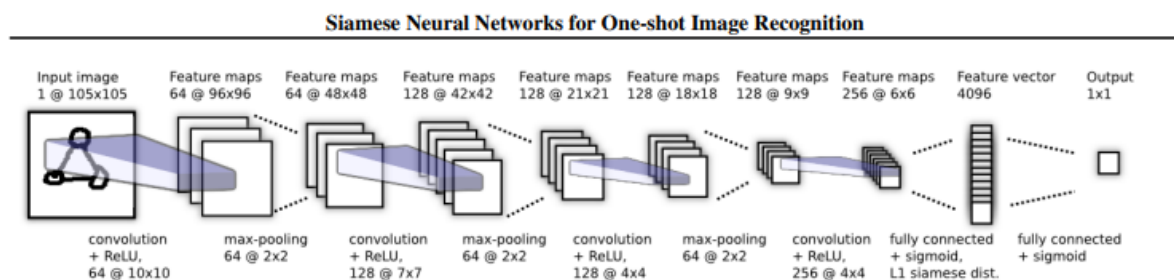 Siamese Neural Networks for One-shot Image Recognition
Input image
1 @ 105x105
Feature maps
64 @ 96x96
Feature maps
64 @ 48x48
Feature maps
128 @ 42x42
Feature maps
128 @ 21x21
Feature maps
128 @ 18x18
Feature maps
128 @ 9x9
Feature maps
256 @ 6x6
Feature vector
4096
Output
1x1
convolution
+ ReLU,
64 @ 10x10
max-pooling
64 @ 2x2
convolution
+ ReLU,
128 @ 7x7
max-pooling
64 @ 2x2
convolution
+ ReLU,
128 @ 4x4
max-pooling
64 @ 2x2
convolution
+ ReLU,
256 @ 4x4
fully connected
+ sigmoid,
L1 siamese dist.
fully connected
+ sigmoid